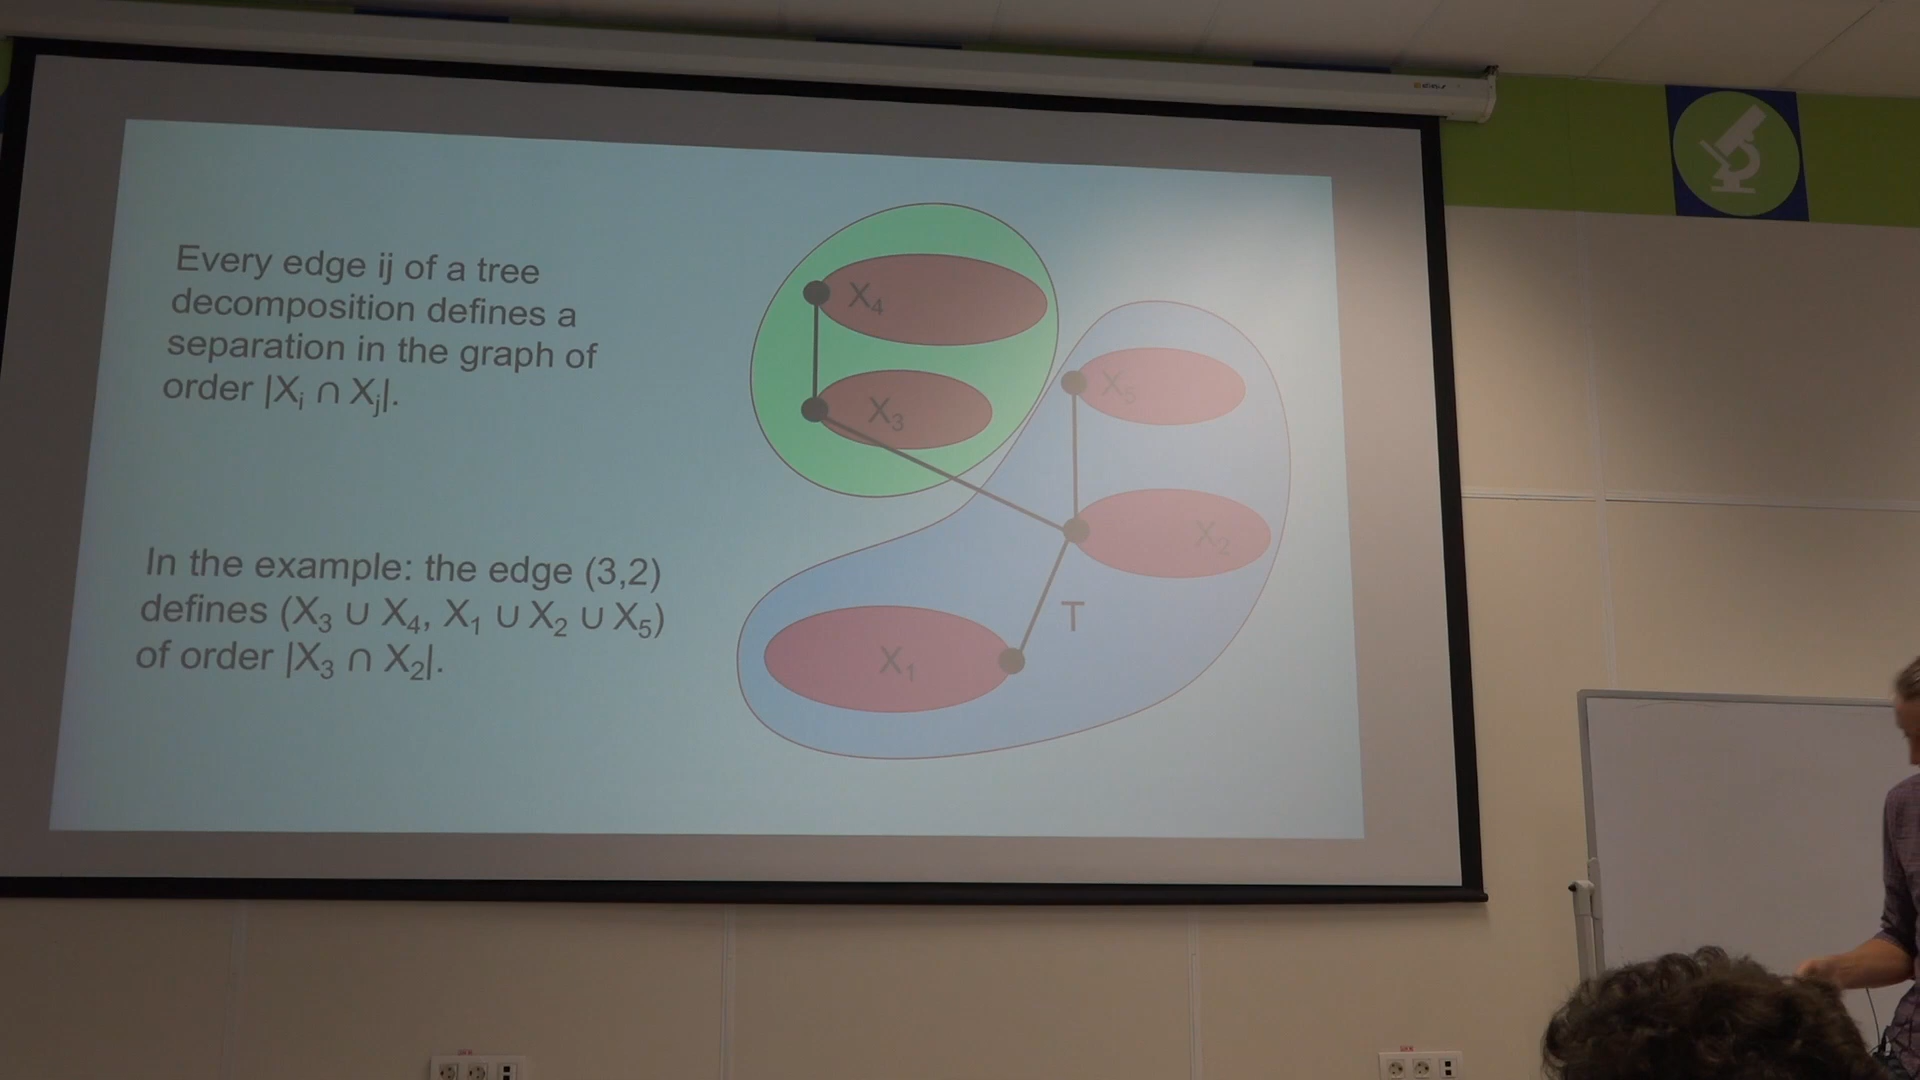 Every edge ij of a tree
decomposition defines a
separation in the graph of
order |Xᵢ ∩ Xⱼ|.
In the example: the edge (3,2)
defines (X₃ ∪ X₄, X₁ ∪ X₂ ∪ X₅)
of order |X₃ ∩ X₂|.
X₄
X₅
X₃
X₂
T
X₁